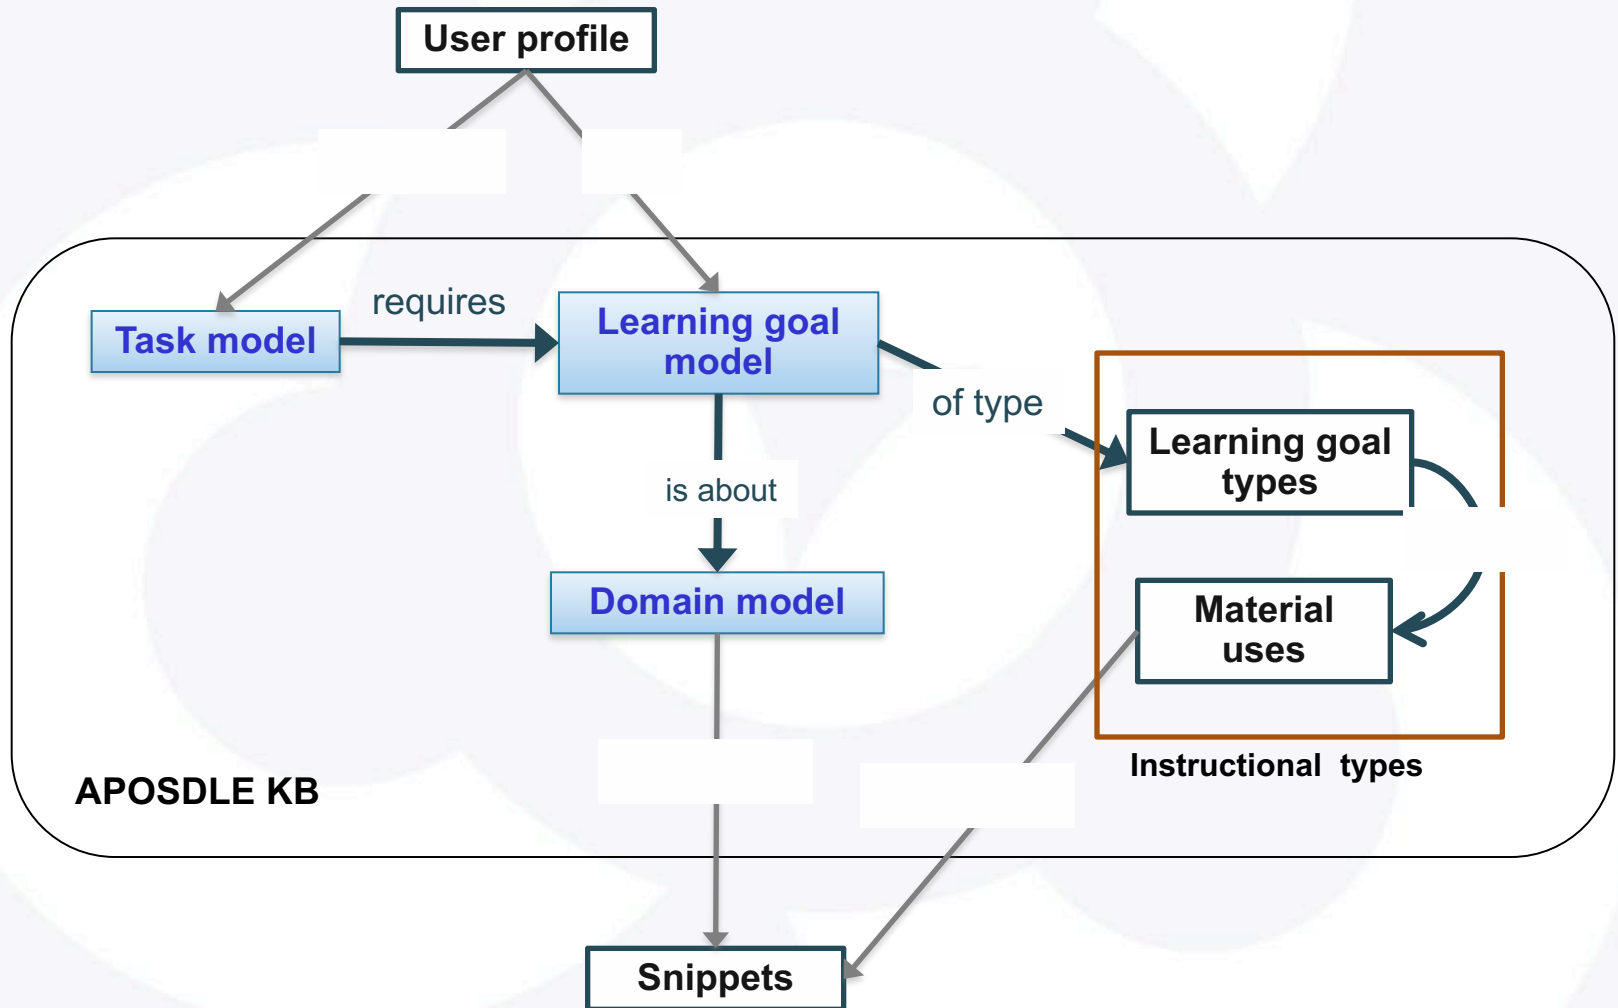 User profile
requires
Task model
Learning goal
model
of type
Learning goal
types
is about
Domain model
Material
uses
Instructional types
APOSDLE KB
Snippets